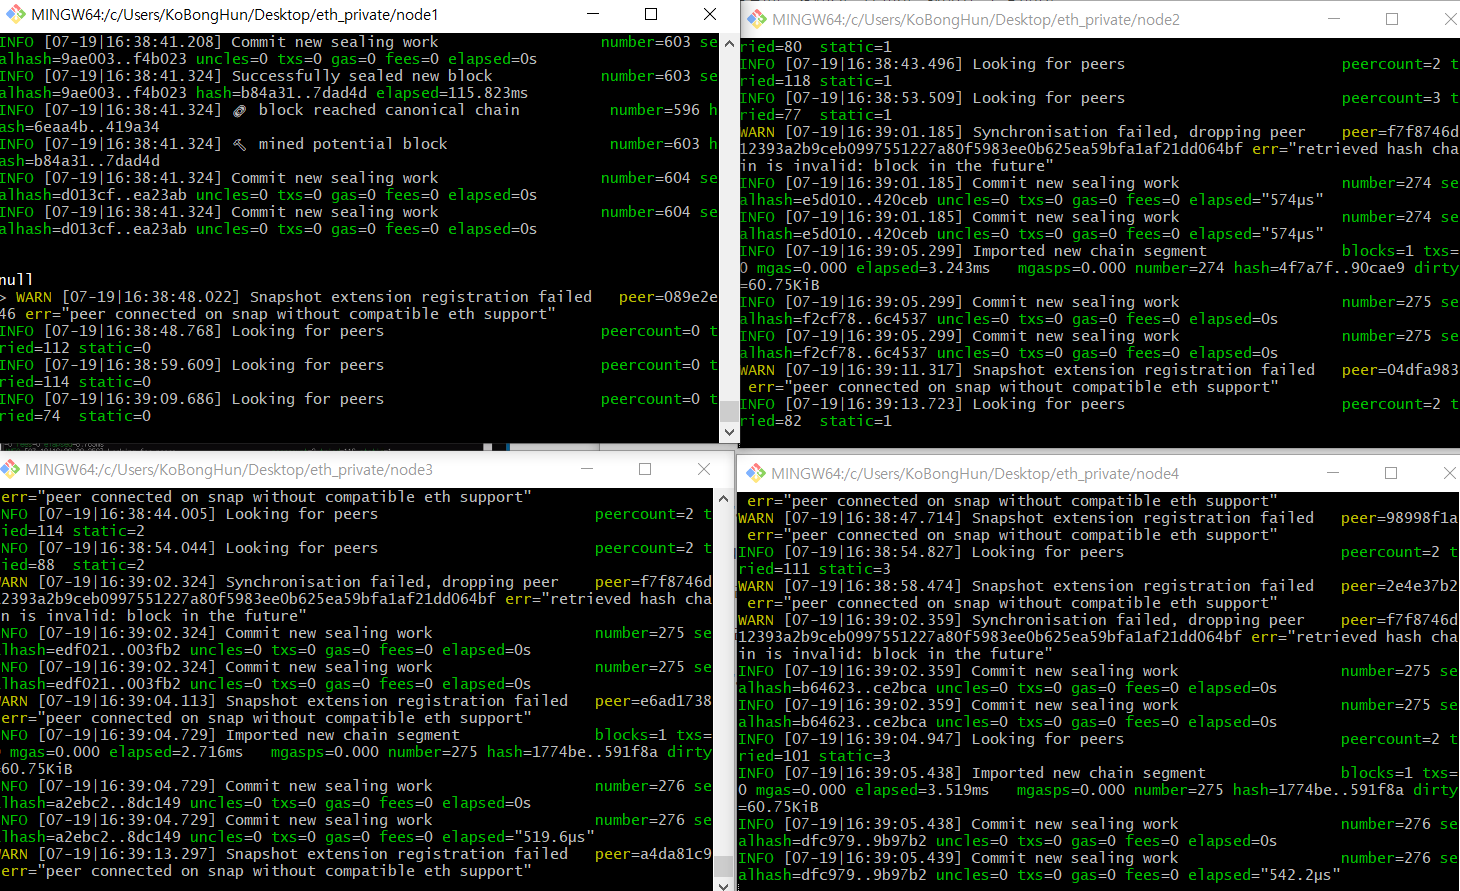 MINGW64:/c/Users/KoBongHun/Desktop/eth_private/node1
INFO [07-19|16:38:41.208] Commit new sealing work number=603 se
alhash=9ae003..f4b023 uncles=0 txs=0 gas=0 fees=0 elapsed=0s
INFO [07-19|16:38:41.324] Successfully sealed new block number=603 se
alhash=9ae003..f4b023 hash=b84a31..7dad4d elapsed=115.823ms
INFO [07-19|16:38:41.324] 🔗 block reached canonical chain number=596 h
ash=6eaa4b..419a34
INFO [07-19|16:38:41.324] 🔨 mined potential block number=603 h
ash=b84a31..7dad4d
INFO [07-19|16:38:41.324] Commit new sealing work number=604 se
alhash=d013cf..ea23ab uncles=0 txs=0 gas=0 fees=0 elapsed=0s
INFO [07-19|16:38:41.324] Commit new sealing work number=604 se
alhash=d013cf..ea23ab uncles=0 txs=0 gas=0 fees=0 elapsed=0s
null
> WARN [07-19|16:38:48.022] Snapshot extension registration failed peer=089e2e
46 err="peer connected on snap without compatible eth support"
INFO [07-19|16:38:48.768] Looking for peers peercount=0 t
ried=112 static=0
INFO [07-19|16:38:59.609] Looking for peers peercount=0 t
ried=114 static=0
INFO [07-19|16:39:09.686] Looking for peers peercount=0 t
ried=74 static=0
MINGW64:/c/Users/KoBongHun/Desktop/eth_private/node2
ried=80 static=1
INFO [07-19|16:38:43.496] Looking for peers peercount=2 t
ried=118 static=1
INFO [07-19|16:38:53.509] Looking for peers peercount=3 t
ried=77 static=1
WARN [07-19|16:39:01.185] Synchronisation failed, dropping peer peer=f7f8746d
12393a2b9ceb0997551227a80f5983ee0b625ea59bfa1af21dd064bf err="retrieved hash cha
in is invalid: block in the future"
INFO [07-19|16:39:01.185] Commit new sealing work number=274 se
alhash=e5d010..420ceb uncles=0 txs=0 gas=0 fees=0 elapsed="574µs"
INFO [07-19|16:39:01.185] Commit new sealing work number=274 se
alhash=e5d010..420ceb uncles=0 txs=0 gas=0 fees=0 elapsed="574µs"
INFO [07-19|16:39:05.299] Imported new chain segment blocks=1 txs=
0 mgas=0.000 elapsed=3.243ms mgasps=0.000 number=274 hash=4f7a7f..90cae9 dirty
=60.75KiB
INFO [07-19|16:39:05.299] Commit new sealing work number=275 se
alhash=f2cf78..6c4537 uncles=0 txs=0 gas=0 fees=0 elapsed=0s
INFO [07-19|16:39:05.299] Commit new sealing work number=275 se
alhash=f2cf78..6c4537 uncles=0 txs=0 gas=0 fees=0 elapsed=0s
WARN [07-19|16:39:11.317] Snapshot extension registration failed peer=04dfa983
err="peer connected on snap without compatible eth support"
INFO [07-19|16:39:13.723] Looking for peers peercount=2 t
ried=82 static=1
MINGW64:/c/Users/KoBongHun/Desktop/eth_private/node3
err="peer connected on snap without compatible eth support"
NFO [07-19|16:38:44.005] Looking for peers peercount=2 t
ried=114 static=2
NFO [07-19|16:38:54.044] Looking for peers peercount=2 t
ried=88 static=2
WARN [07-19|16:39:02.324] Synchronisation failed, dropping peer peer=f7f8746d
12393a2b9ceb0997551227a80f5983ee0b625ea59bfa1af21dd064bf err="retrieved hash cha
n is invalid: block in the future"
NFO [07-19|16:39:02.324] Commit new sealing work number=275 se
lhash=edf021..003fb2 uncles=0 txs=0 gas=0 fees=0 elapsed=0s
NFO [07-19|16:39:02.324] Commit new sealing work number=275 se
lhash=edf021..003fb2 uncles=0 txs=0 gas=0 fees=0 elapsed=0s
WARN [07-19|16:39:04.113] Snapshot extension registration failed peer=e6ad1738
err="peer connected on snap without compatible eth support"
NFO [07-19|16:39:04.729] Imported new chain segment blocks=1 txs=
0 mgas=0.000 elapsed=2.716ms mgasps=0.000 number=275 hash=1774be..591f8a dirty
=60.75KiB
NFO [07-19|16:39:04.729] Commit new sealing work number=276 se
lhash=a2ebc2..8dc149 uncles=0 txs=0 gas=0 fees=0 elapsed=0s
NFO [07-19|16:39:04.729] Commit new sealing work number=276 se
lhash=a2ebc2..8dc149 uncles=0 txs=0 gas=0 fees=0 elapsed="519.6µs"
WARN [07-19|16:39:13.297] Snapshot extension registration failed peer=a4da81c9
err="peer connected on snap without compatible eth support"
MINGW64:/c/Users/KoBongHun/Desktop/eth_private/node4
err="peer connected on snap without compatible eth support"
WARN [07-19|16:38:47.714] Snapshot extension registration failed peer=98998f1a
err="peer connected on snap without compatible eth support"
INFO [07-19|16:38:54.827] Looking for peers peercount=2 t
ried=111 static=3
WARN [07-19|16:38:58.474] Snapshot extension registration failed peer=2e4e37b2
err="peer connected on snap without compatible eth support"
WARN [07-19|16:39:02.359] Synchronisation failed, dropping peer peer=f7f8746d
12393a2b9ceb0997551227a80f5983ee0b625ea59bfa1af21dd064bf err="retrieved hash cha
in is invalid: block in the future"
INFO [07-19|16:39:02.359] Commit new sealing work number=275 se
alhash=b64623..ce2bca uncles=0 txs=0 gas=0 fees=0 elapsed=0s
INFO [07-19|16:39:02.359] Commit new sealing work number=275 se
alhash=b64623..ce2bca uncles=0 txs=0 gas=0 fees=0 elapsed=0s
INFO [07-19|16:39:04.947] Looking for peers peercount=2 t
ried=101 static=3
INFO [07-19|16:39:05.438] Imported new chain segment blocks=1 txs=
0 mgas=0.000 elapsed=3.519ms mgasps=0.000 number=275 hash=1774be..591f8a dirty
=60.75KiB
INFO [07-19|16:39:05.438] Commit new sealing work number=276 se
alhash=dfc979..9b97b2 uncles=0 txs=0 gas=0 fees=0 elapsed=0s
INFO [07-19|16:39:05.439] Commit new sealing work number=276 se
alhash=dfc979..9b97b2 uncles=0 txs=0 gas=0 fees=0 elapsed="542.2µs"